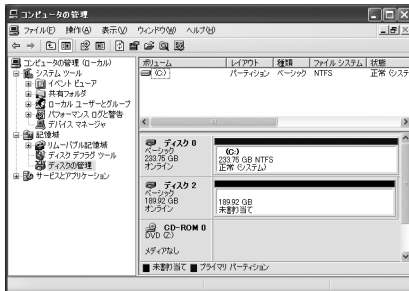 コンピュータの管理
ファイル(F) 操作(A) 表示(V) ウィンドウ(W) ヘルプ(H)
コンピュータの管理 (ローカル)
システム ツール
イベント ビューア
共有フォルダ
ローカル ユーザーとグループ
パフォーマンス ログと警告
デバイス マネージャ
記憶域
リムーバブル記憶域
ディスク デフラグ ツール
ディスクの管理
サービスとアプリケーション
ボリューム レイアウト 種類 ファイル システム 状態
(C:) パーティション ベーシック NTFS 正常 (システ
ディスク 0
ベーシック
233.75 GB
オンライン
(C:)
233.75 GB NTFS
正常 (システム)
ディスク 2
ベーシック
189.92 GB
オンライン
189.92 GB
未割り当て
CD-ROM 0
DVD (Z:)
メディアなし
未割り当て プライマリ パーティション